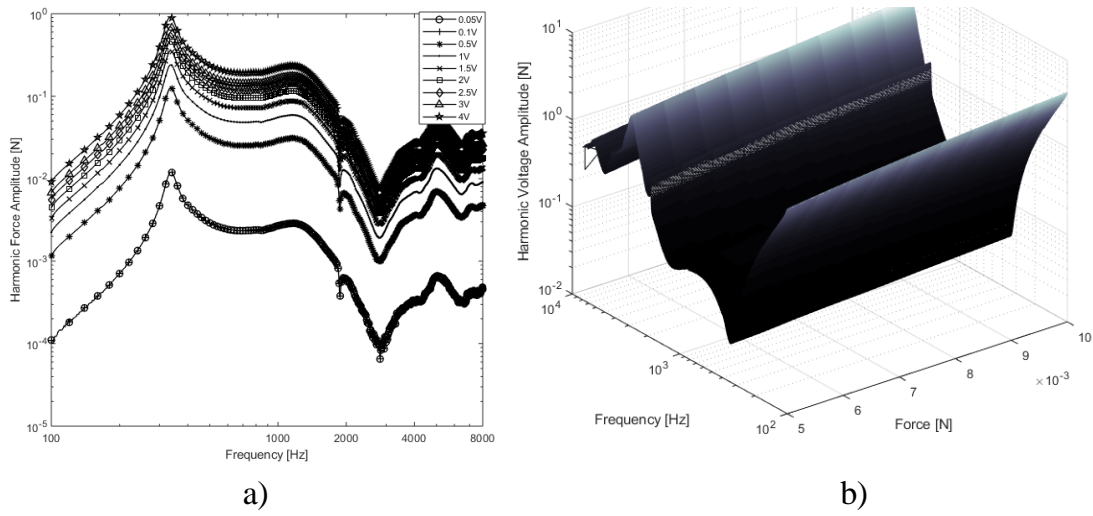 10^0
10^-1
10^-2
10^-3
10^-4
10^-5
Harmonic Force Amplitude [N]
100
1000
2000
4000
8000
Frequency [Hz]
0.05V
0.1V
0.5V
1V
1.5V
2V
2.5V
3V
4V
a)
10^1
10^0
10^-1
10^-2
Harmonic Voltage Amplitude [N]
10^4
10^3
10^2
Frequency [Hz]
5
6
7
8
9
10
×10^-3
Force [N]
b)